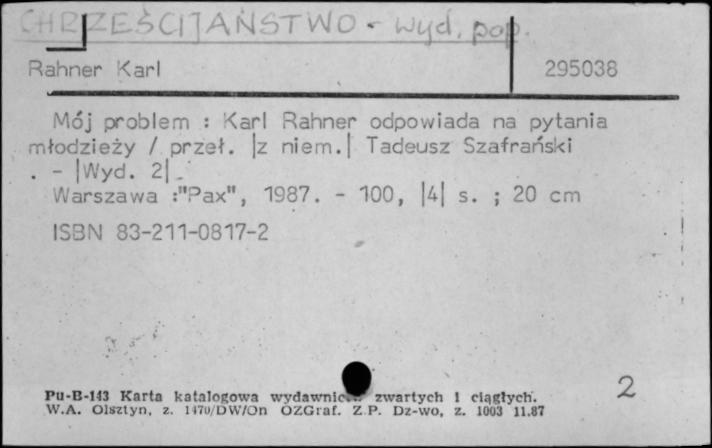 CHRZEŚCIJAŃSTWO - wyd. pop.
Rahner Karl 295038
Mój problem : Karl Rahner odpowiada na pytania
młodzieży / przeł. |z niem.| Tadeusz Szafrański
. - |Wyd. 2|.
Warszawa :"Pax", 1987. - 100, |4| s. ; 20 cm
ISBN 83-211-0817-2
2
Pu-B-143 Karta katalogowa zwartych i ciągłych.
W.A. Olsztyn, z. 1470/DW/On OZGraf. Z.P. Dz-wo, z. 1003 11.87